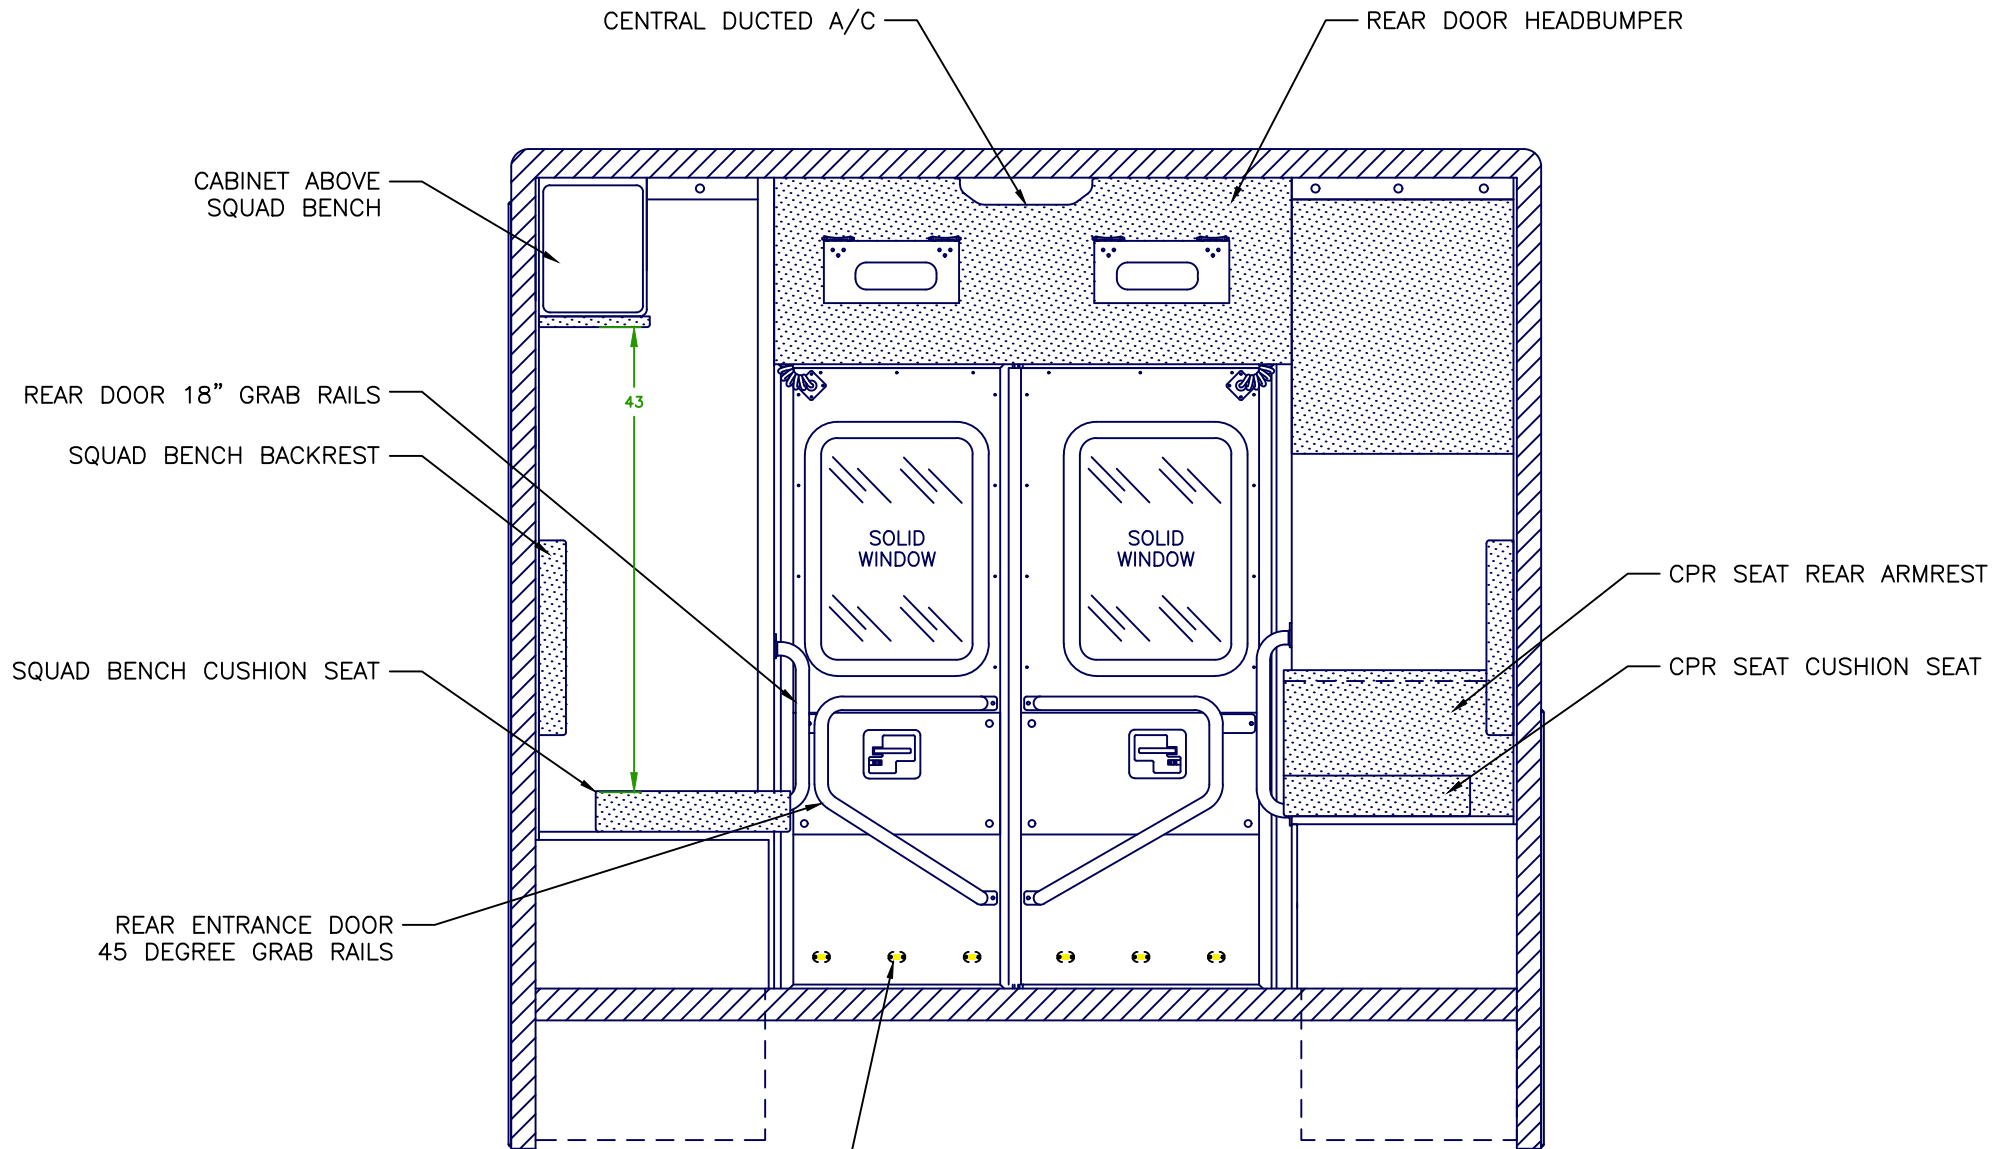 CENTRAL DUCTED A/C
REAR DOOR HEADBUMPER
CABINET ABOVE
SQUAD BENCH
REAR DOOR 18” GRAB RAILS
43
SQUAD BENCH BACKREST
SOLID
WINDOW
SOLID
WINDOW
CPR SEAT REAR ARMREST
SQUAD BENCH CUSHION SEAT
CPR SEAT CUSHION SEAT
REAR ENTRANCE DOOR
45 DEGREE GRAB RAILS